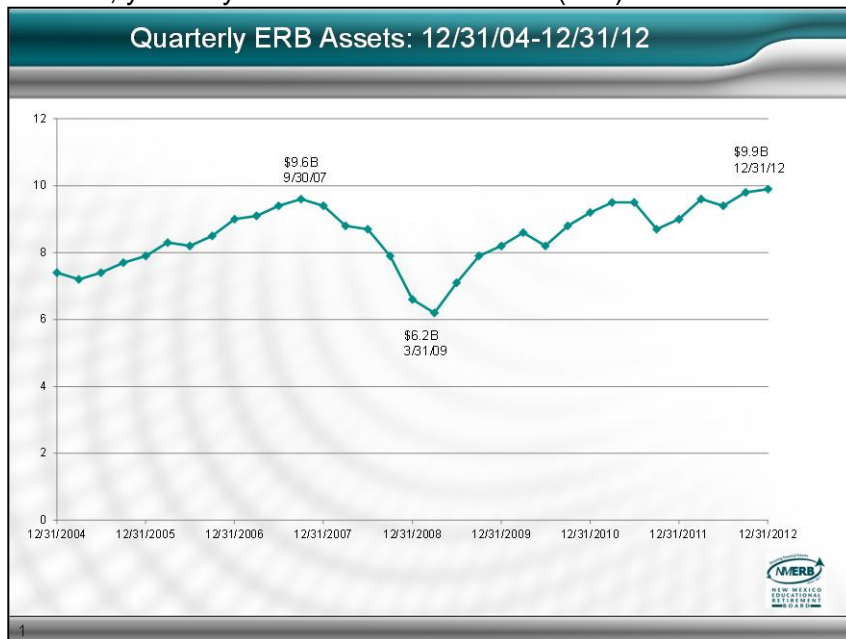 Quarterly ERB Assets: 12/31/04-12/31/12
12
10
8
6
4
2
0
$9.6B
9/30/07
$9.9B
12/31/12
$6.2B
3/31/09
12/31/2004 12/31/2005 12/31/2006 12/31/2007 12/31/2008 12/31/2009 12/31/2010 12/31/2011 12/31/2012
NMERB
NEW MEXICO
EDUCATIONAL
RETIREMENT
BOARD
1